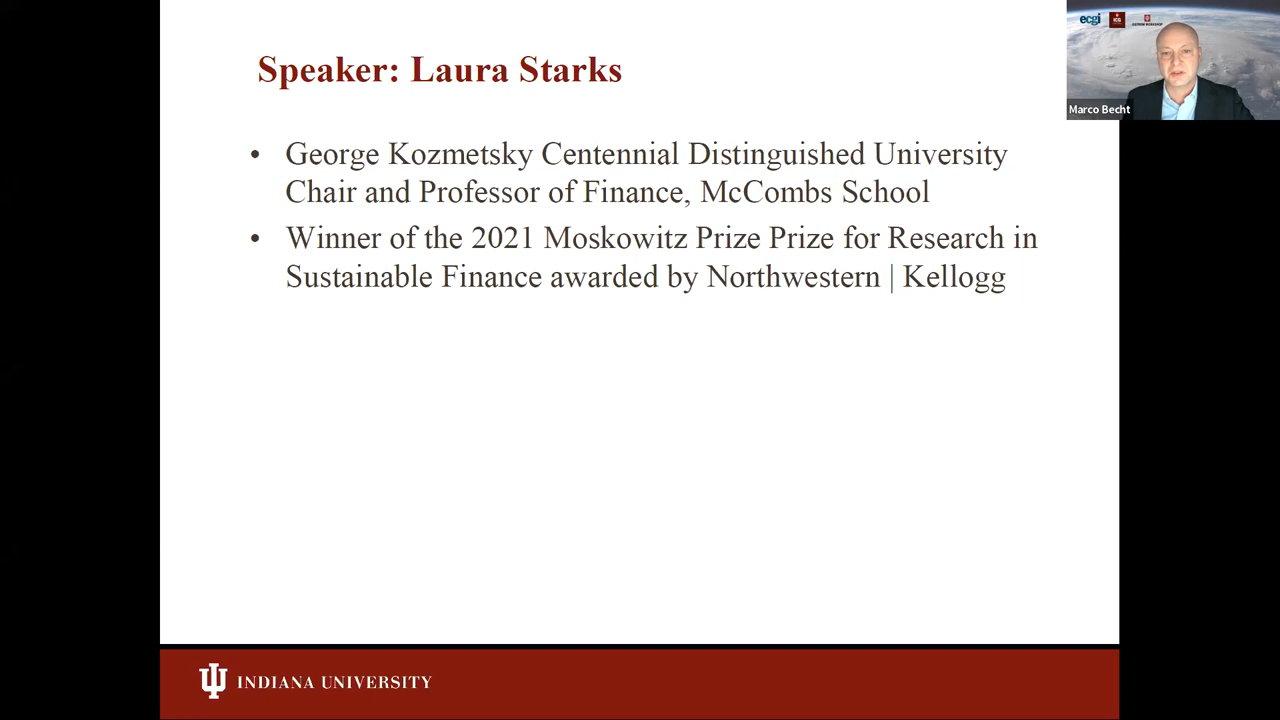 Speaker: Laura Starks
• George Kozmetsky Centennial Distinguished University
Chair and Professor of Finance, McCombs School
• Winner of the 2021 Moskowitz Prize Prize for Research in
Sustainable Finance awarded by Northwestern | Kellogg
INDIANA UNIVERSITY
ecgi
Marco Becht